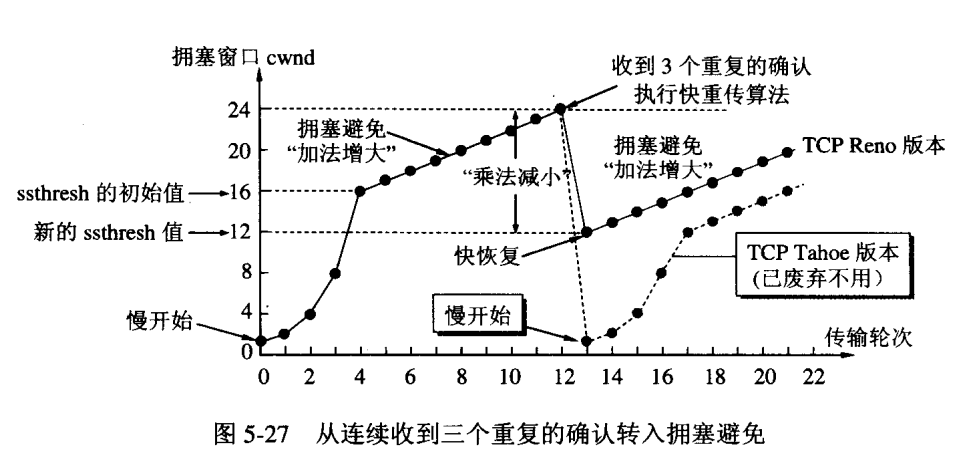 拥塞窗口 cwnd
收到 3 个重复的确认
执行快重传算法
24
拥塞避免
“加法增大”
20
“乘法减小”
拥塞避免
“加法增大”
TCP Reno 版本
ssthresh 的初始值
16
新的 ssthresh 值
12
快恢复
TCP Tahoe 版本
(已废弃不用)
8
4
慢开始
慢开始
0
传输轮次
0 2 4 6 8 10 12 14 16 18 20 22
图 5-27 从连续收到三个重复的确认转入拥塞避免